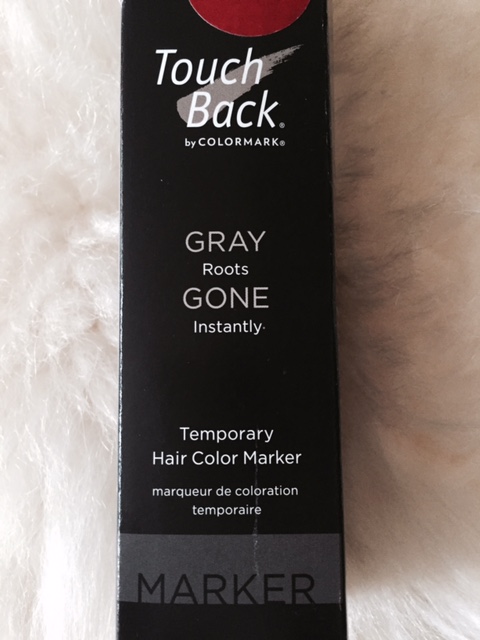 Touch
Back®
by COLORMARK®
GRAY
Roots
GONE
Instantly
Temporary
Hair Color Marker
marqueur de coloration
temporaire
MARKER